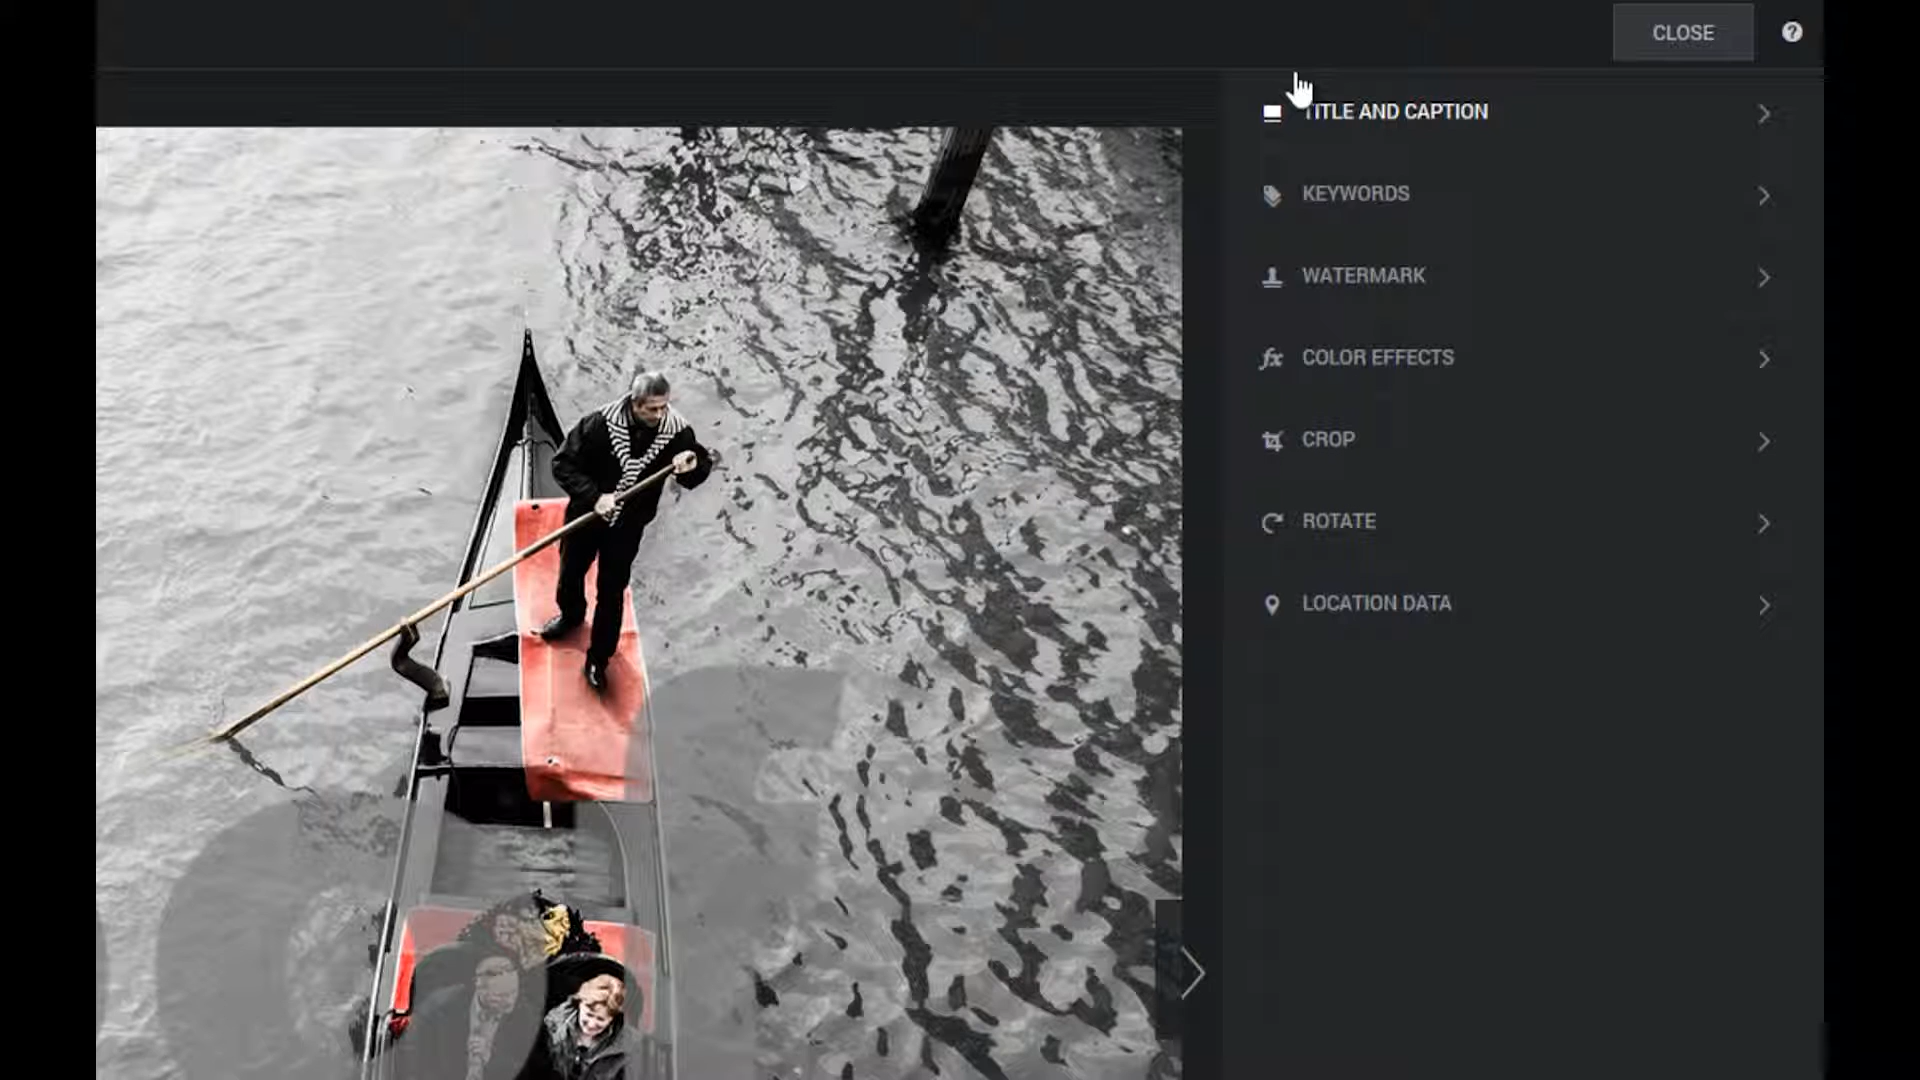 CLOSE
TITLE AND CAPTION
KEYWORDS
WATERMARK
COLOR EFFECTS
CROP
ROTATE
LOCATION DATA